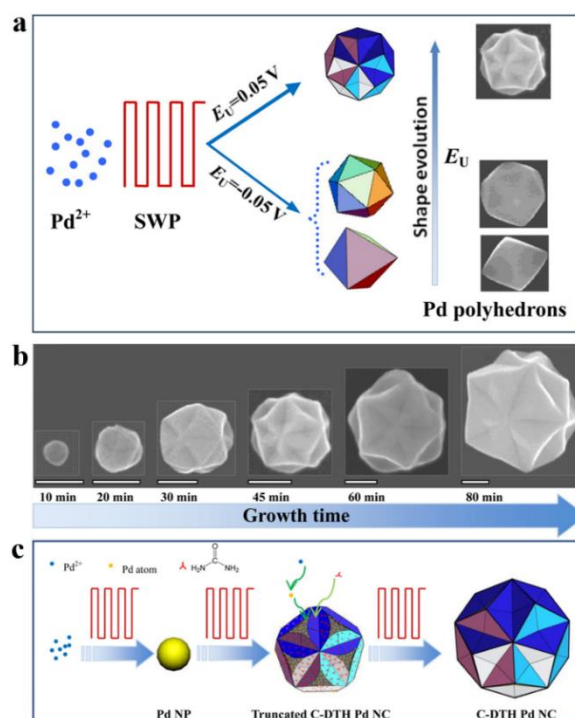 a
E_U=0.05 V
E_U=-0.05 V
Pd2+
SWP
Shape evolution
E_U
Pd polyhedrons
b
10 min
20 min
30 min
45 min
60 min
80 min
Growth time
c
Pd2+
Pd atom
O
H2N
NH2
Pd NP
Truncated C-DTH Pd NC
C-DTH Pd NC